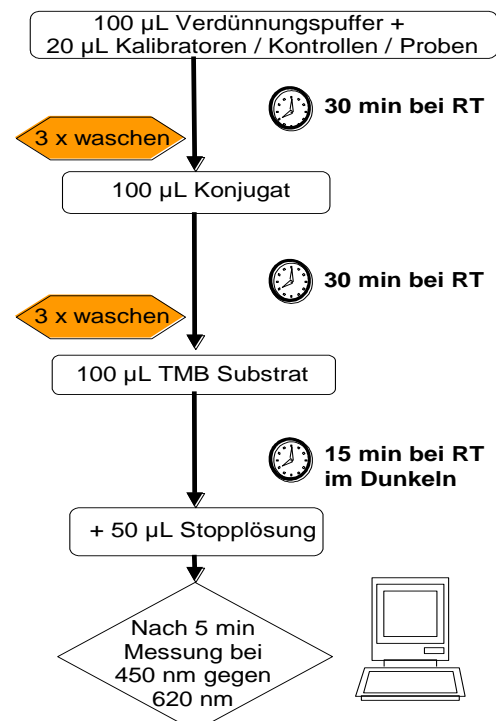 100 µL Verdünnungspuffer +
20 µL Kalibratoren / Kontrollen / Proben
30 min bei RT
3 x waschen
100 µL Konjugat
30 min bei RT
3 x waschen
100 µL TMB Substrat
15 min bei RT
im Dunkeln
+ 50 µL Stopplösung
Nach 5 min
Messung bei
450 nm gegen
620 nm